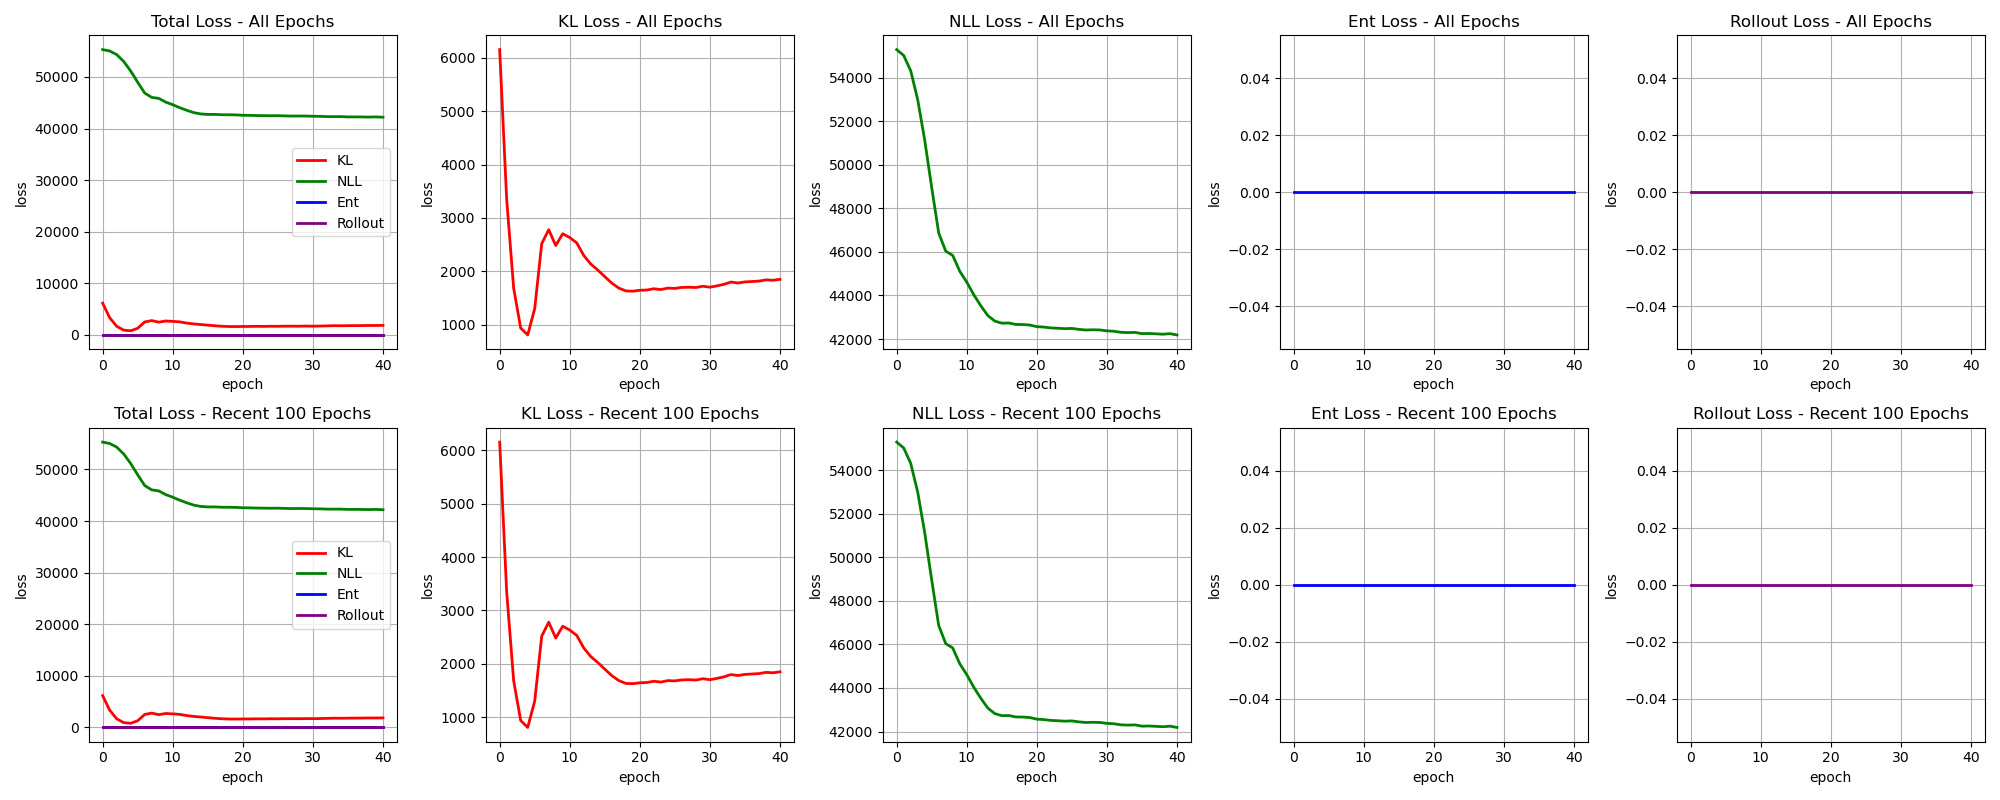 Total Loss - All Epochs
KL Loss - All Epochs
NLL Loss - All Epochs
Ent Loss - All Epochs
Rollout Loss - All Epochs
loss
50000
40000
30000
20000
10000
0
KL
NLL
Ent
Rollout
0 10 20 30 40
epoch
loss
6000
5000
4000
3000
2000
1000
0 10 20 30 40
epoch
loss
54000
52000
50000
48000
46000
44000
42000
0 10 20 30 40
epoch
loss
0.04
0.02
0.00
−0.02
−0.04
0 10 20 30 40
epoch
loss
0.04
0.02
0.00
−0.02
−0.04
0 10 20 30 40
epoch
Total Loss - Recent 100 Epochs
KL Loss - Recent 100 Epochs
NLL Loss - Recent 100 Epochs
Ent Loss - Recent 100 Epochs
Rollout Loss - Recent 100 Epochs
loss
50000
40000
30000
20000
10000
0
KL
NLL
Ent
Rollout
0 10 20 30 40
epoch
loss
6000
5000
4000
3000
2000
1000
0 10 20 30 40
epoch
loss
54000
52000
50000
48000
46000
44000
42000
0 10 20 30 40
epoch
loss
0.04
0.02
0.00
−0.02
−0.04
0 10 20 30 40
epoch
loss
0.04
0.02
0.00
−0.02
−0.04
0 10 20 30 40
epoch